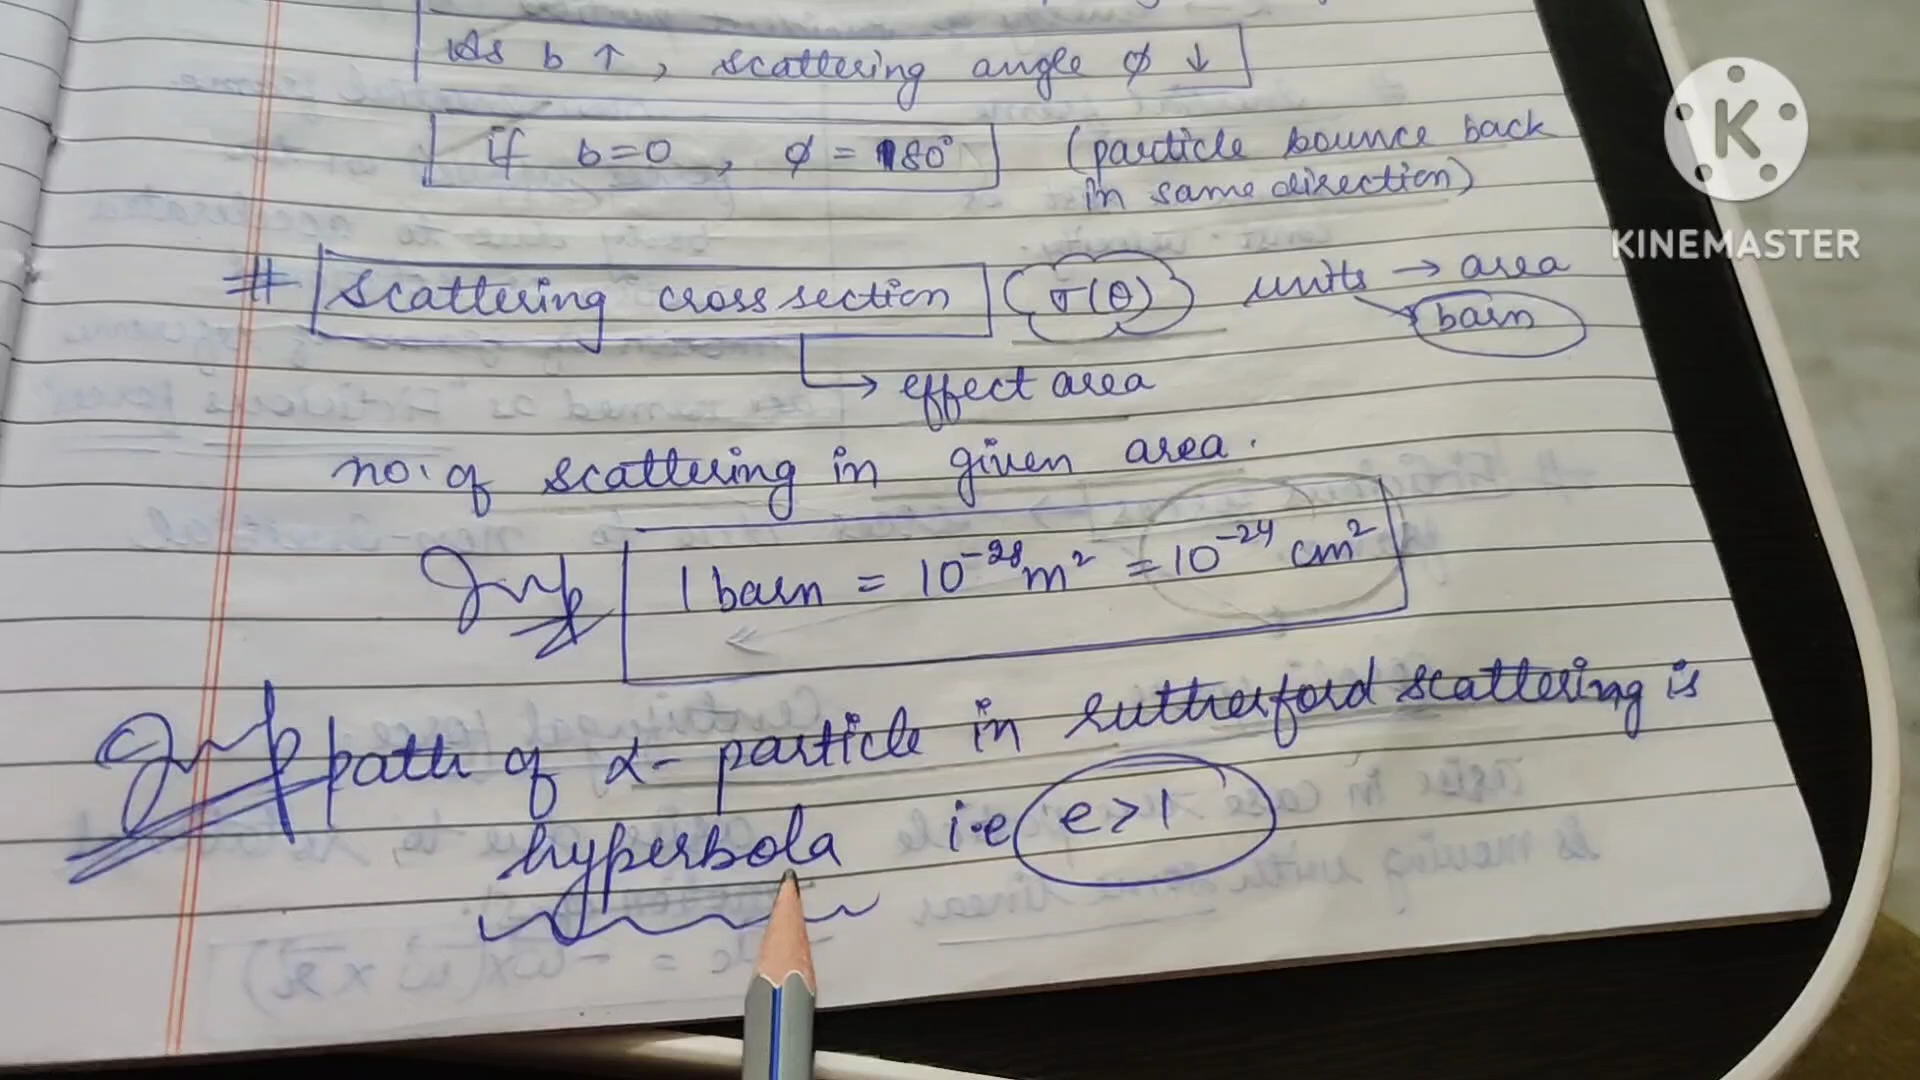 As b ↑, scattering angle ϕ ↓
if b=0, ϕ = 180° (particle bounce back
in same direction)
# Scattering cross section (σ(θ)) units → area
barn
→ effect area
no. of scattering in given area.
Imp 1 barn = 10⁻²⁸ m² = 10⁻²⁴ cm²
Imp path of α- particle in rutherford scattering is
hyperbola i.e e>1
K
KINEMASTER